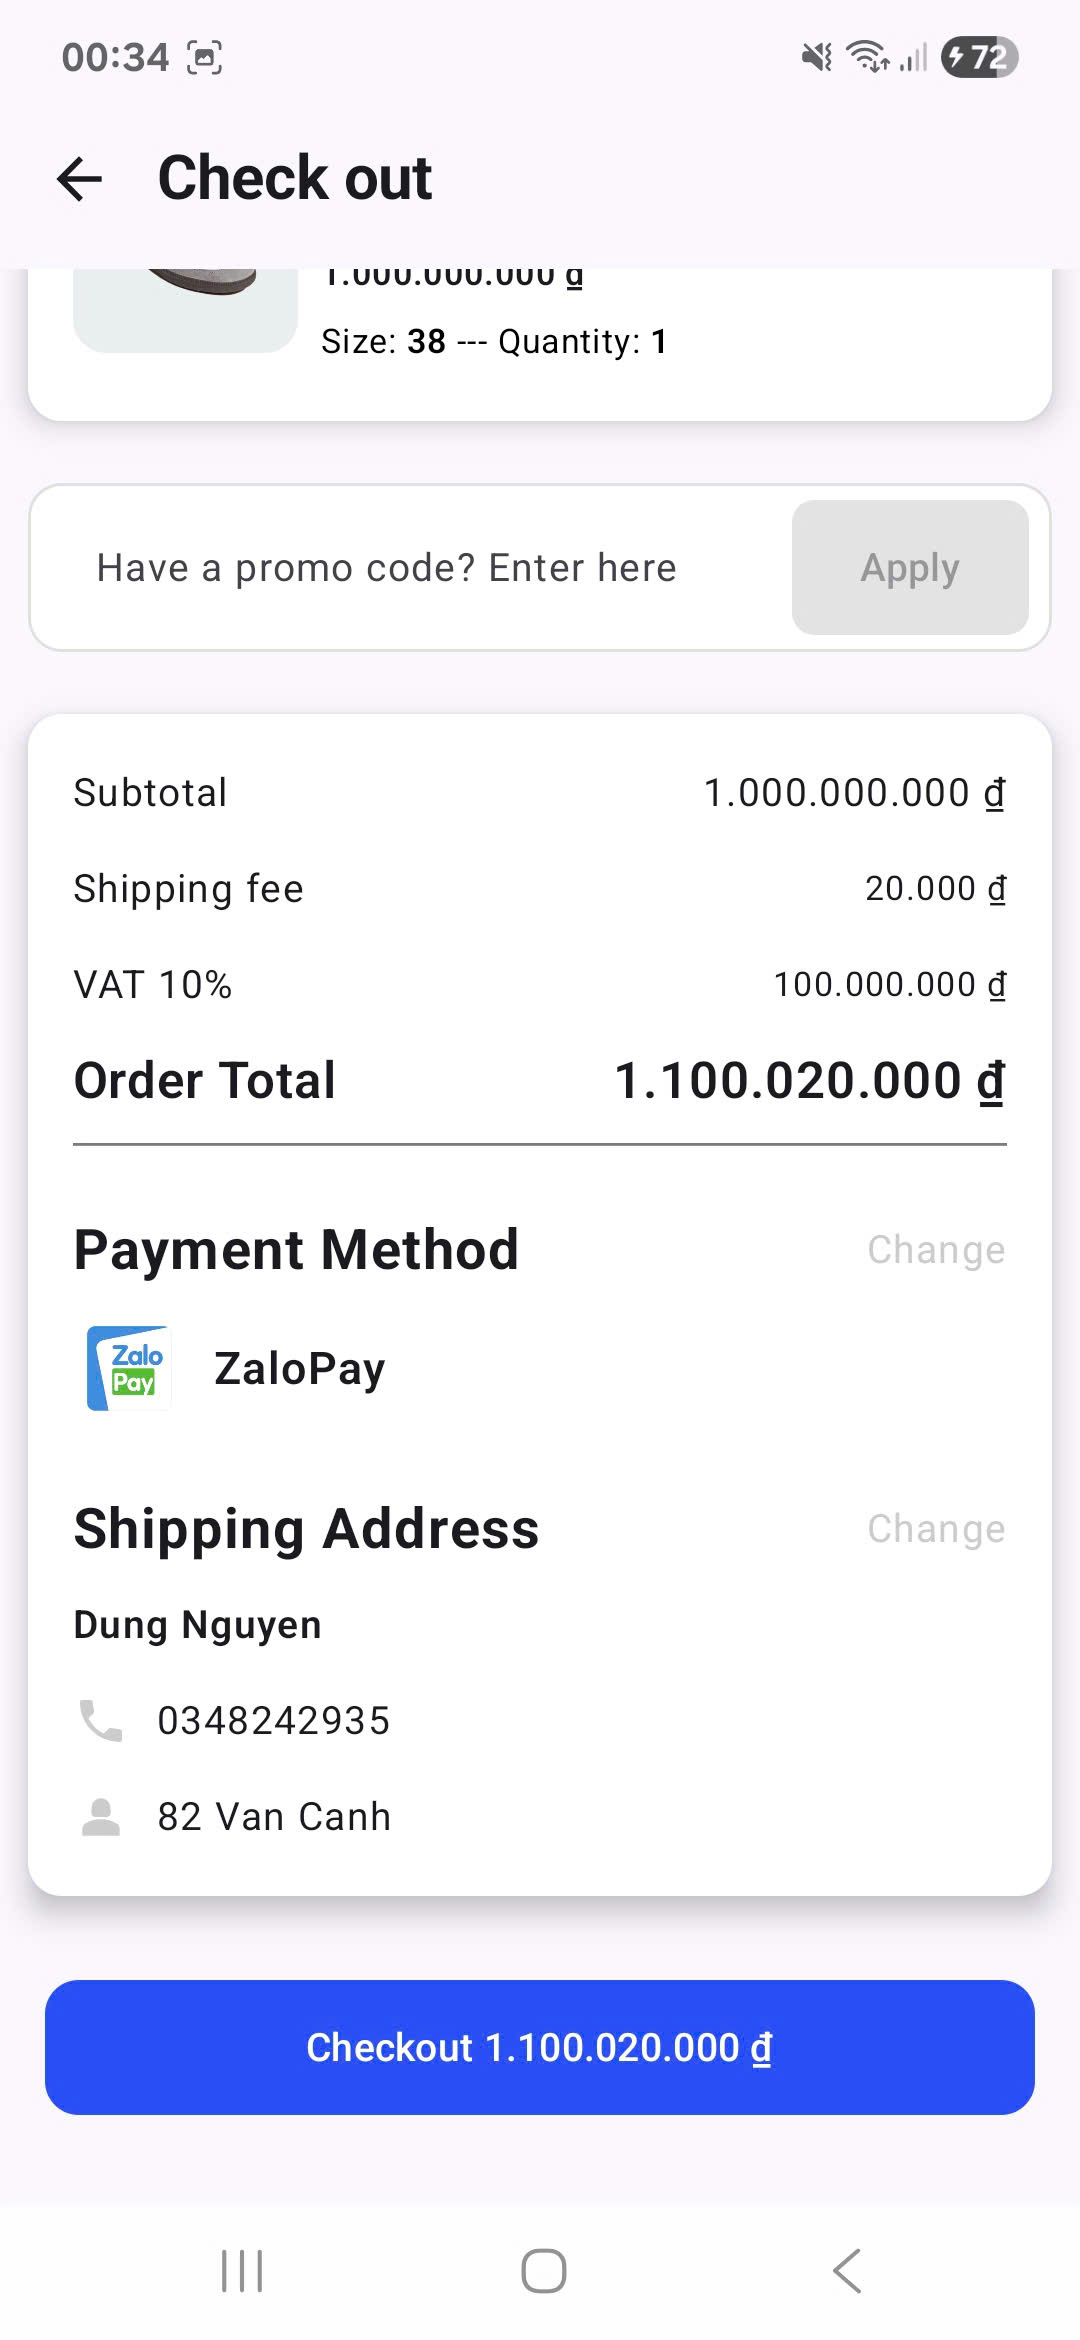 00:34
72
Check out
1.000.000.000 ₫
Size: 38 --- Quantity: 1
Have a promo code? Enter here
Apply
Subtotal 1.000.000.000 ₫
Shipping fee 20.000 ₫
VAT 10% 100.000.000 ₫
Order Total 1.100.020.000 ₫
Payment Method Change
Zalo
Pay
ZaloPay
Shipping Address Change
Dung Nguyen
0348242935
82 Van Canh
Checkout 1.100.020.000 ₫